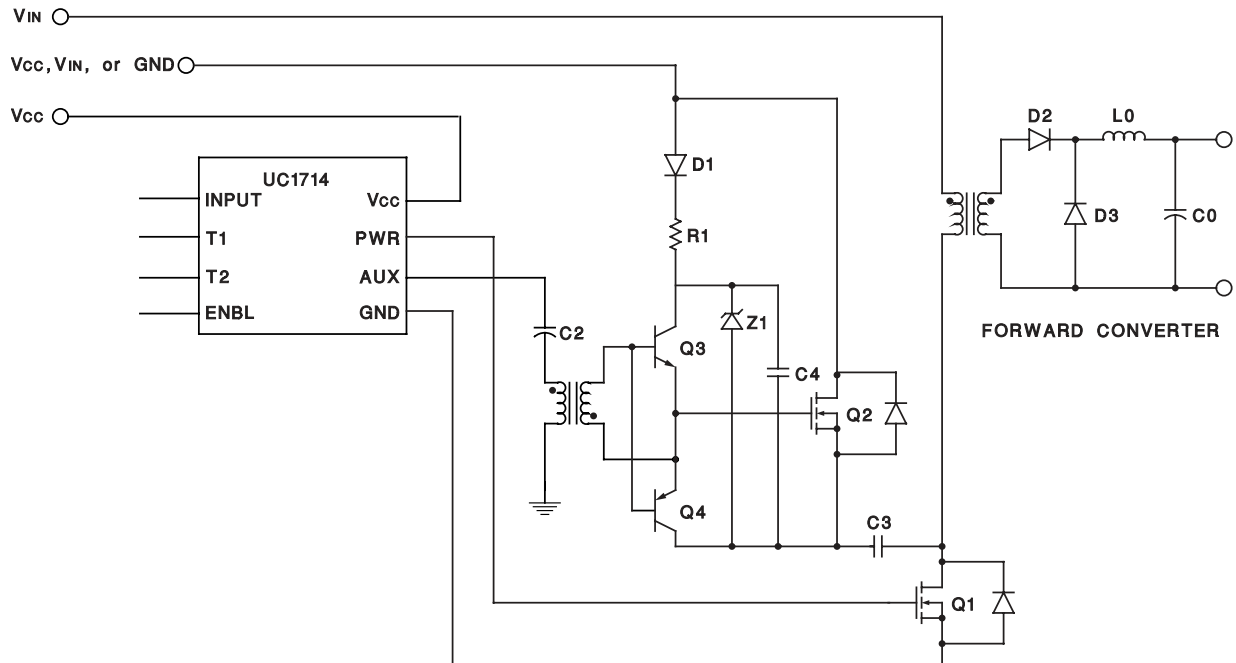 VIN
VCC, VIN, or GND
VCC
UC1714
INPUT
VCC
T1
PWR
T2
AUX
ENBL
GND
D1
R1
C2
Q3
Z1
C4
Q2
Q4
C3
Q1
D2
L0
D3
C0
FORWARD CONVERTER